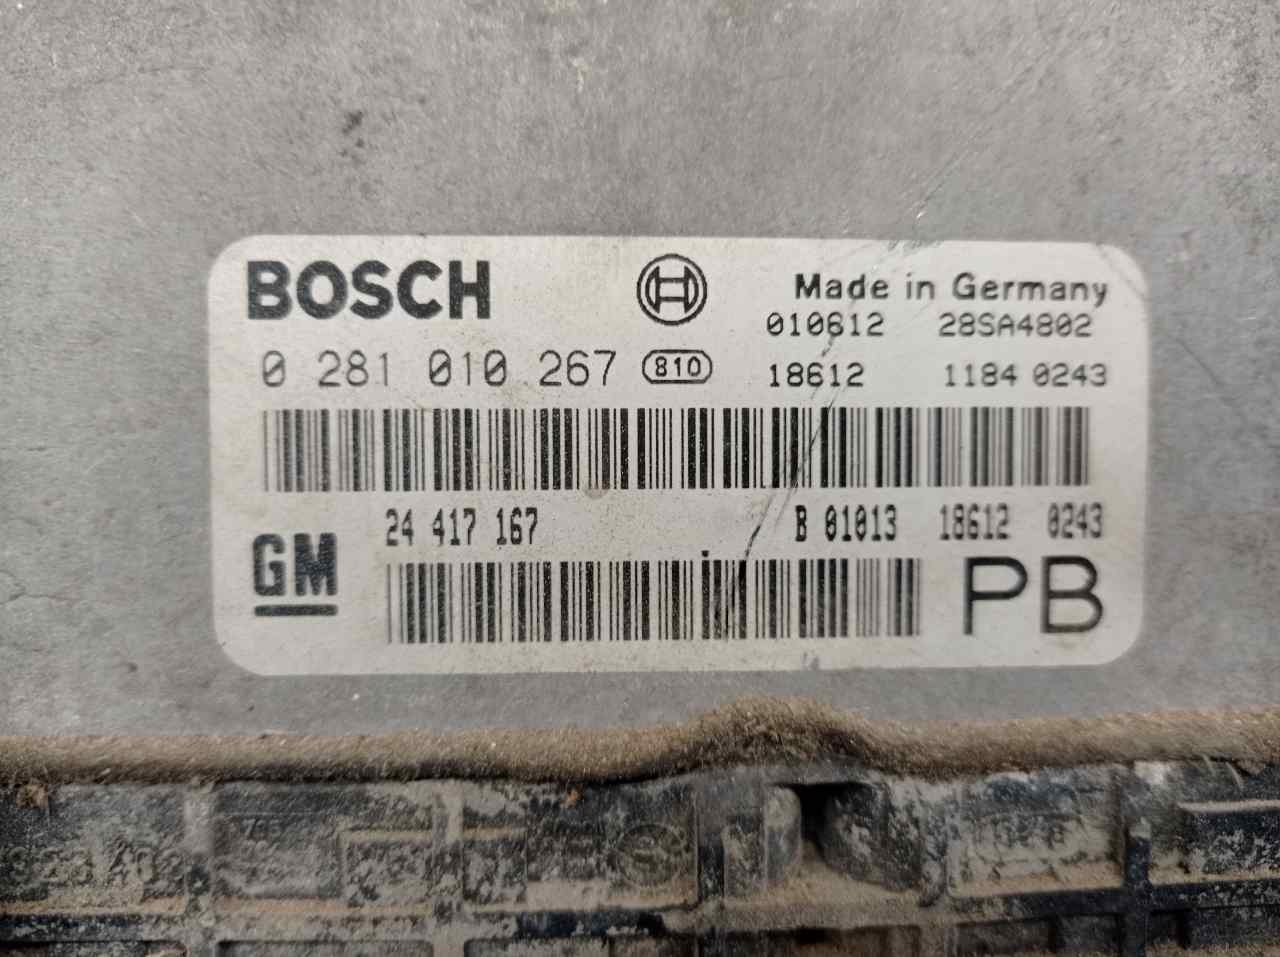 BOSCH
Made in Germany
010612 28SA4802
0 281 010 267 810
18612 1184 0243
24 417 167 B 01013 18612 0243
GM
PB